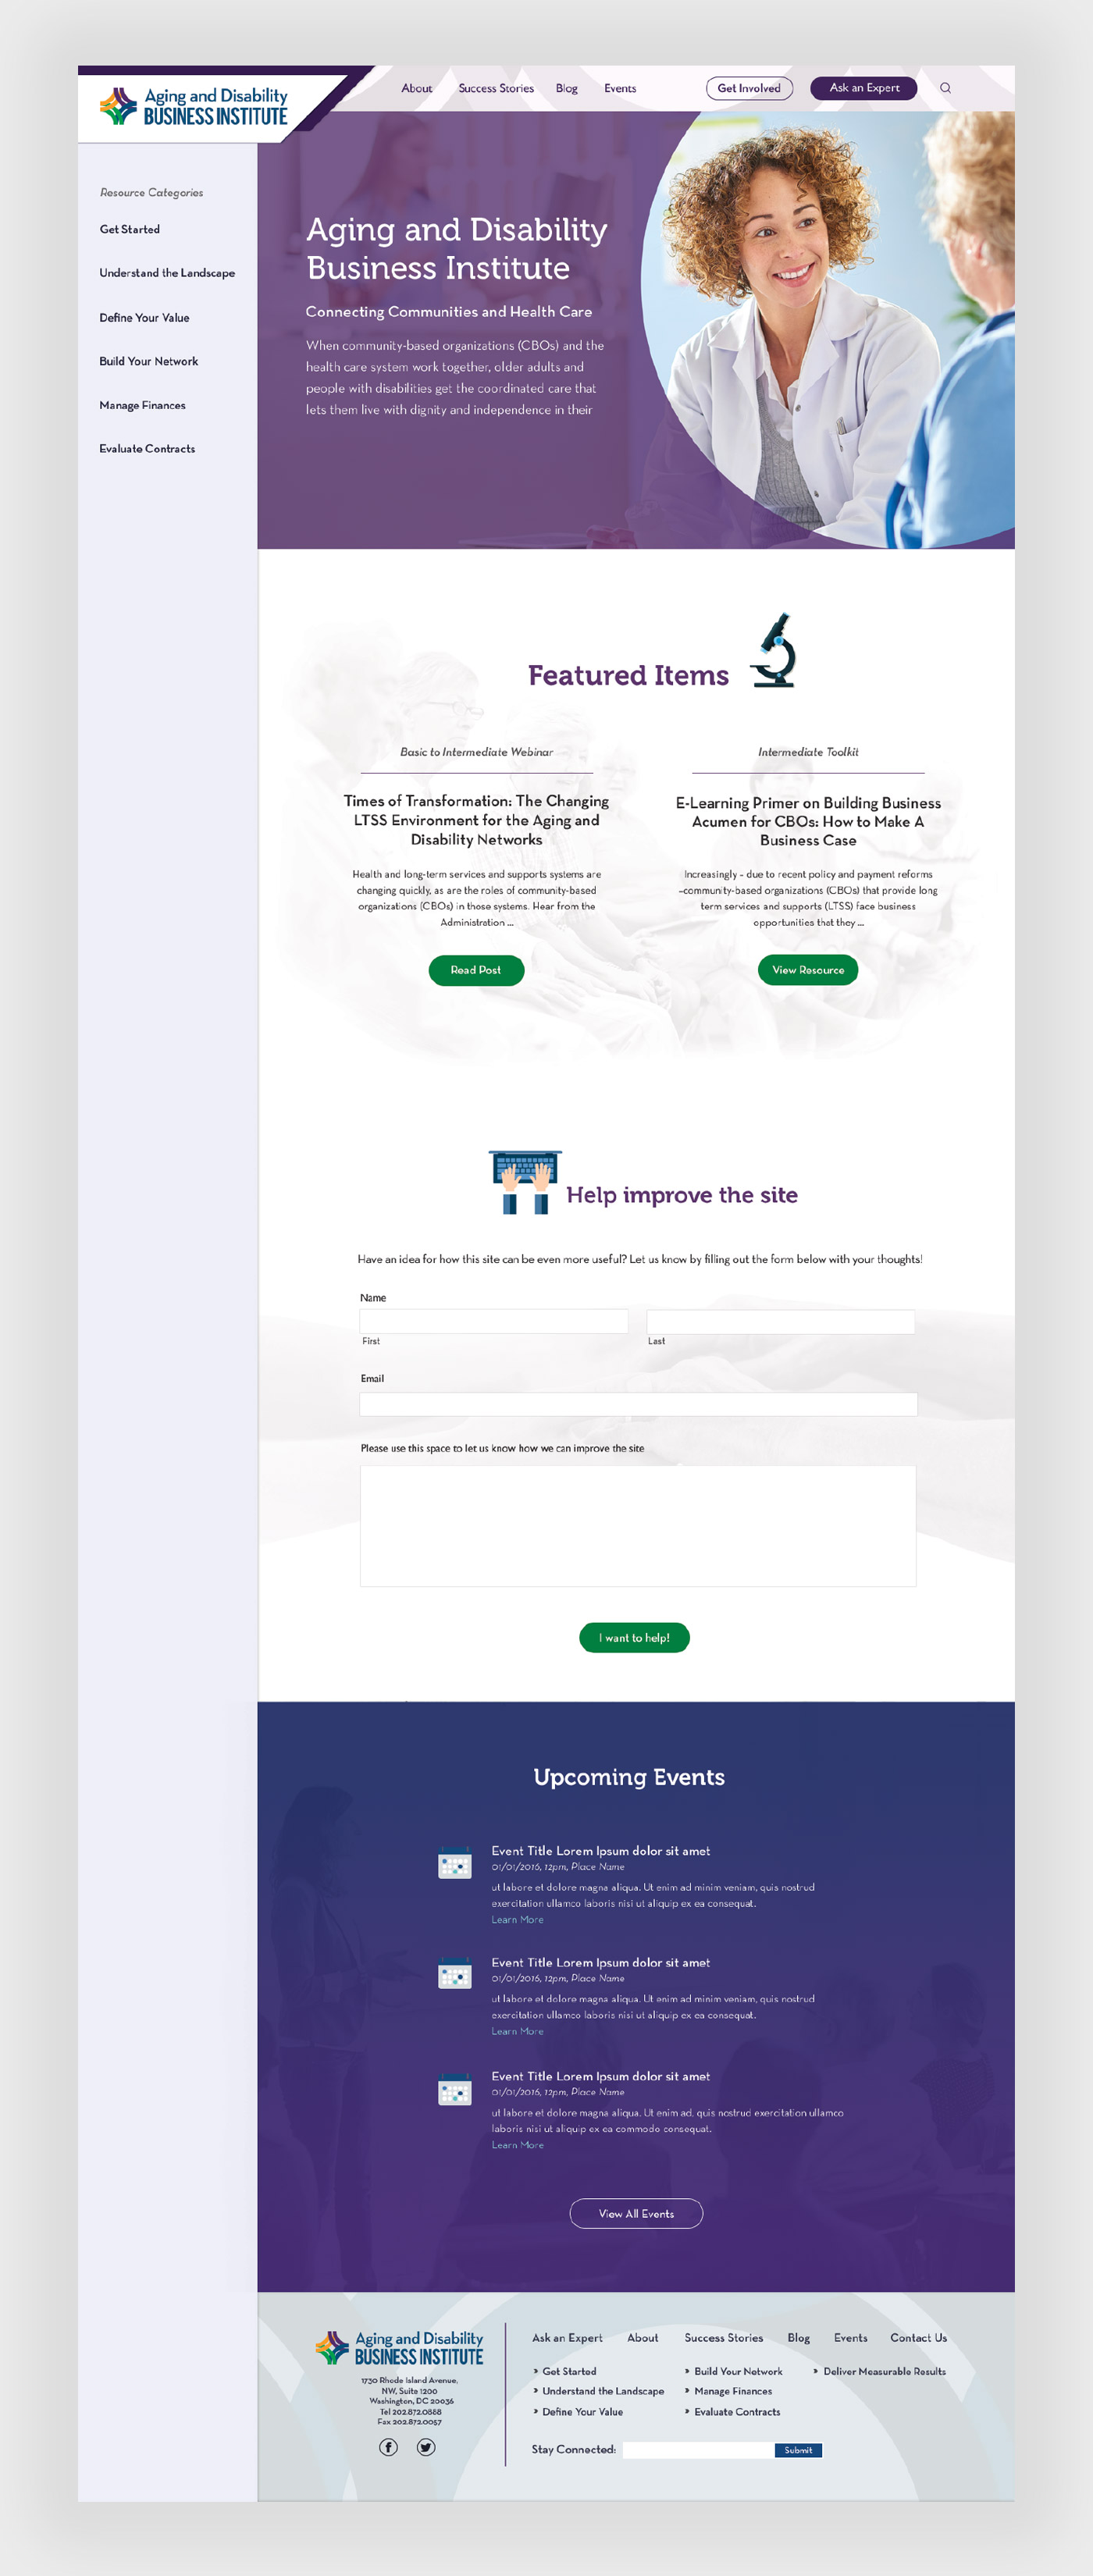 Aging and Disability
BUSINESS INSTITUTE
About Success Stories Blog Events Get Involved Ask an Expert
Resource Categories
Get Started
Understand the Landscape
Define Your Value
Build Your Network
Manage Finances
Evaluate Contracts
Aging and Disability
Business Institute
Connecting Communities and Health Care
When community-based organizations (CBOs) and the
health care system work together, older adults and
people with disabilities get the coordinated care that
lets them live with dignity and independence in their
Featured Items
Basic to Intermediate Webinar
Times of Transformation: The Changing
LTSS Environment for the Aging and
Disability Networks
Health and long-term services and supports systems are
changing quickly, as are the roles of community-based
organizations (CBOs) in those systems. Hear from the
Administration ...
Read Post
Intermediate Toolkit
E-Learning Primer on Building Business
Acumen for CBOs: How to Make A
Business Case
Increasingly - due to recent policy and payment reforms
–community-based organizations (CBOs) that provide long
term services and supports (LTSS) face business
opportunities that they ...
View Resource
Help improve the site
Have an idea for how this site can be even more useful? Let us know by filling out the form below with your thoughts!
Name
First Last
Email
Please use this space to let us know how we can improve the site
I want to help!
Upcoming Events
Event Title Lorem Ipsum dolor sit amet
01/01/2016, 12pm, Place Name
ut labore et dolore magna aliqua. Ut enim ad minim veniam, quis nostrud
exercitation ullamco laboris nisi ut aliquip ex ea consequat.
Learn More
Event Title Lorem Ipsum dolor sit amet
01/01/2016, 12pm, Place Name
ut labore et dolore magna aliqua. Ut enim ad minim veniam, quis nostrud
exercitation ullamco laboris nisi ut aliquip ex ea consequat.
Learn More
Event Title Lorem Ipsum dolor sit amet
01/01/2016, 12pm, Place Name
ut labore et dolore magna aliqua. Ut enim ad, quis nostrud exercitation ullamco
laboris nisi ut aliquip ex ea commodo consequat.
Learn More
View All Events
Aging and Disability
BUSINESS INSTITUTE
1730 Rhode Island Avenue,
NW, Suite 1200
Washington, DC 20036
Tel 202.872.0888
Fax 202.872.0057
Ask an Expert About Success Stories Blog Events Contact Us
» Get Started » Build Your Network » Deliver Measurable Results
» Understand the Landscape » Manage Finances
» Define Your Value » Evaluate Contracts
Stay Connected: Submit